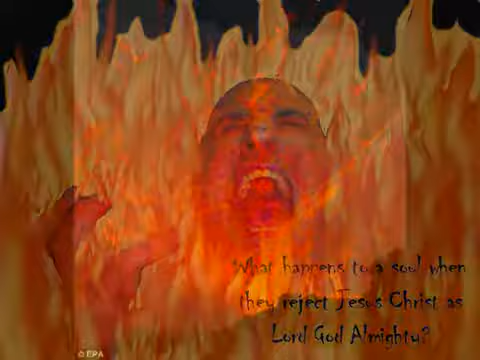 What happens to a soul when
they reject Jesus Christ as
Lord God Almighty?
© EPA